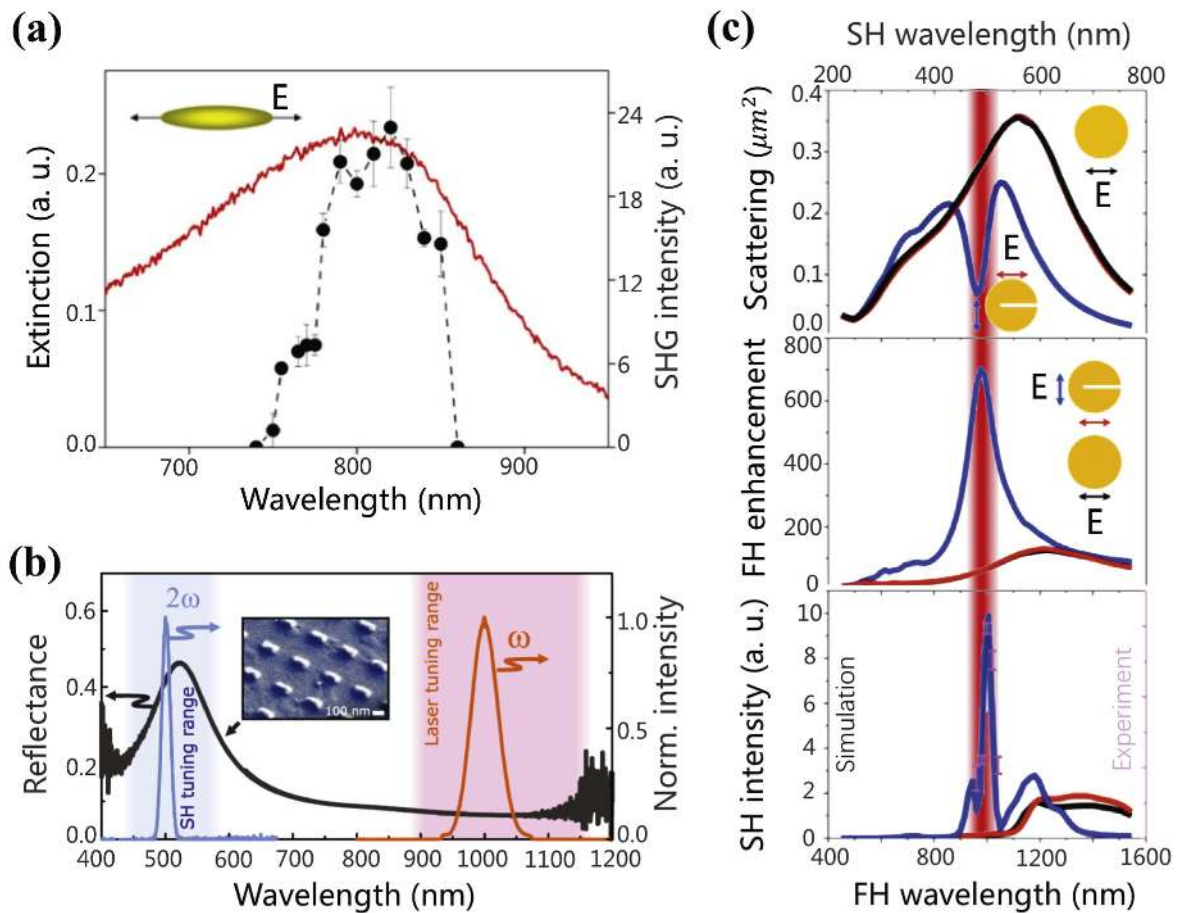 (a)
E
Extinction (a. u.)
0.2
0.1
0.0
24
18
12
6
0
SHG intensity (a. u.)
700
800
900
Wavelength (nm)
(b)
Reflectance
0.6
0.4
0.2
0.0
2ω
SH tuning range
100 nm
Laser tuning range
ω
1.0
0.5
0.0
Norm. intensity
400
500
600
700
800
900
1000
1100
1200
Wavelength (nm)
(c)
SH wavelength (nm)
200
400
600
800
Scattering (μm²)
0.4
0.3
0.2
0.1
0.0
E
E
FH enhancement
800
600
400
200
E
E
SH intensity (a. u.)
10
8
6
4
2
0
Simulation
Experiment
400
800
1200
1600
FH wavelength (nm)